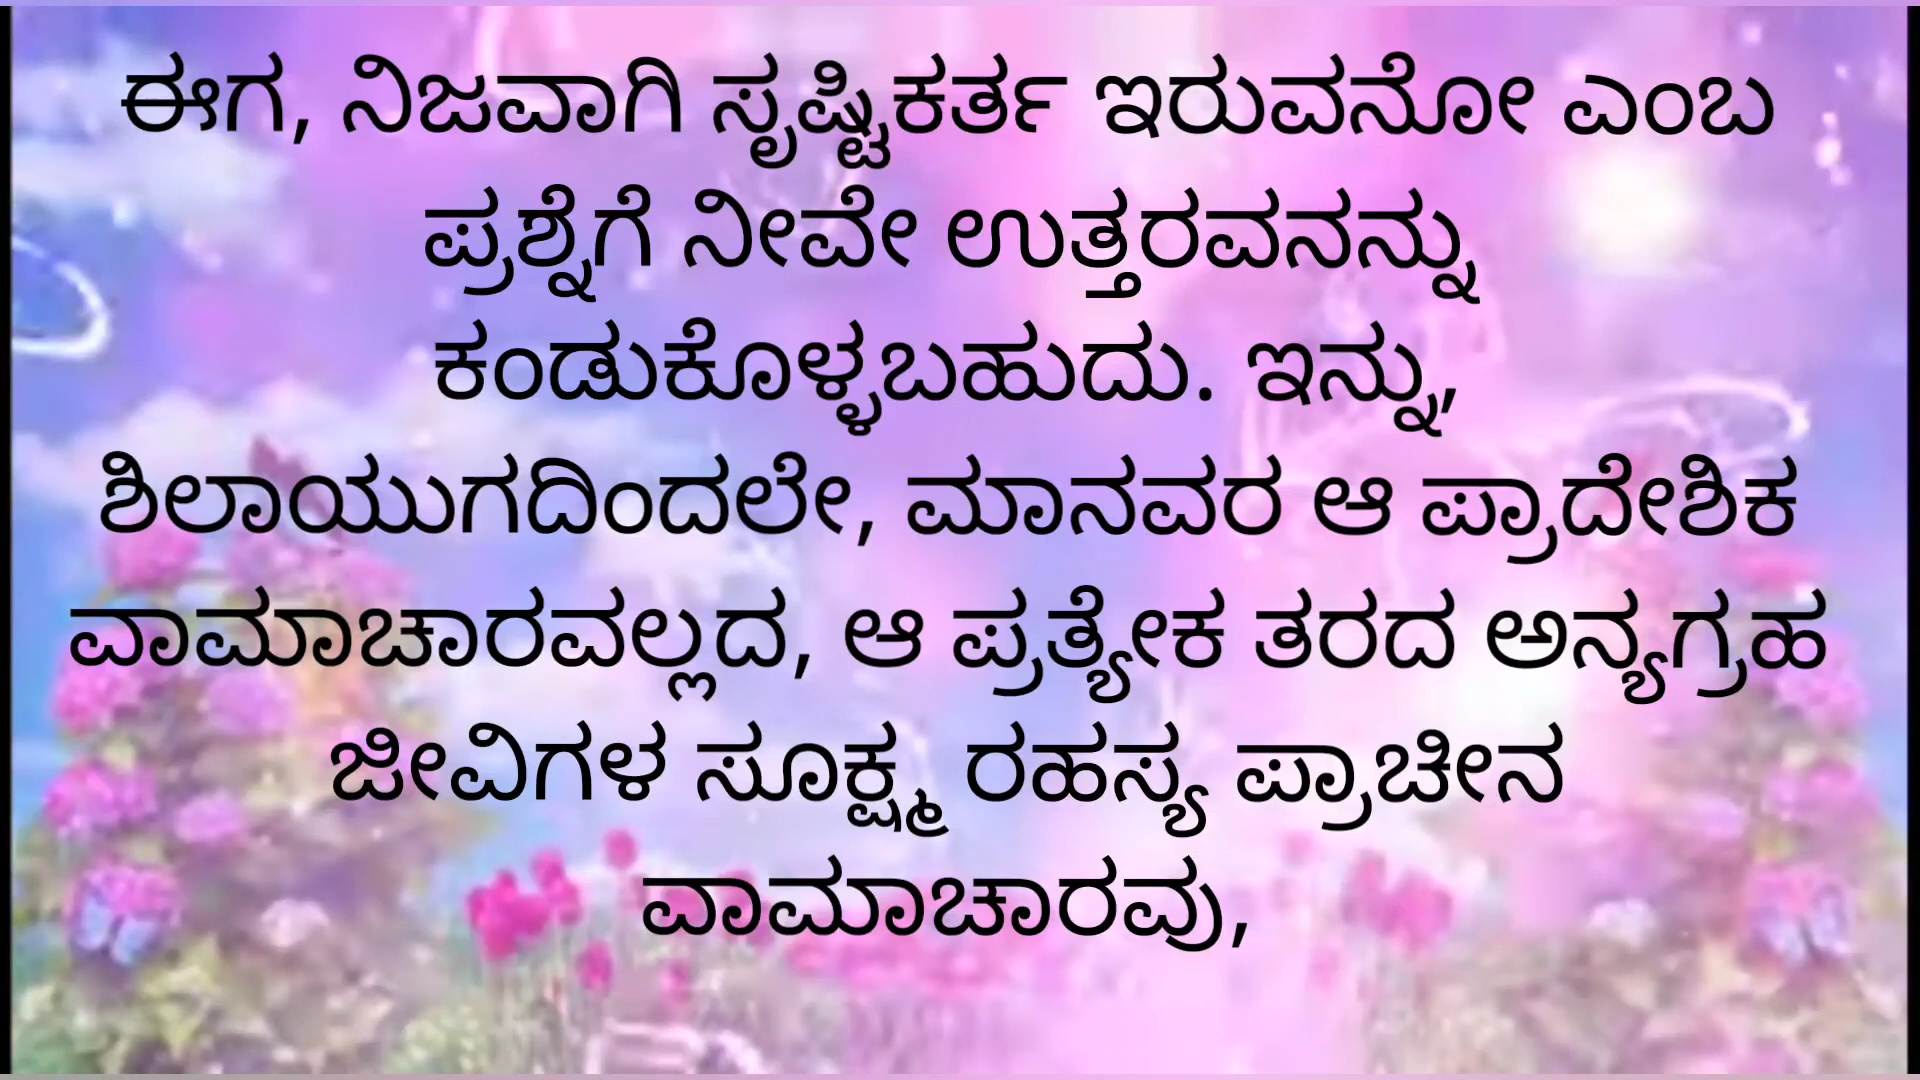 ಈಗ, ನಿಜವಾಗಿ ಸೃಷ್ಟಿಕರ್ತ ಇರುವನೋ ಎಂಬ
ಪ್ರಶ್ನೆಗೆ ನೀವೇ ಉತ್ತರವನನ್ನು
ಕಂಡುಕೊಳ್ಳಬಹುದು. ಇನ್ನು,
ಶಿಲಾಯುಗದಿಂದಲೇ, ಮಾನವರ ಆ ಪ್ರಾದೇಶಿಕ
ವಾಮಾಚಾರವಲ್ಲದ, ಆ ಪ್ರತ್ಯೇಕ ತರದ ಅನ್ಯಗ್ರಹ
ಜೀವಿಗಳ ಸೂಕ್ಷ್ಮ ರಹಸ್ಯ ಪ್ರಾಚೀನ
ವಾಮಾಚಾರವು,